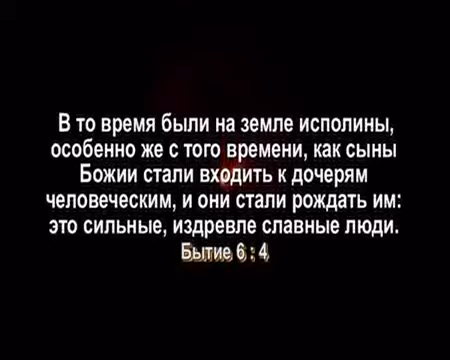 В то время были на земле исполины,
особенно же с того времени, как сыны
Божии стали входить к дочерям
человеческим, и они стали рождать им:
это сильные, издревле славные люди.
Бытие 6 : 4